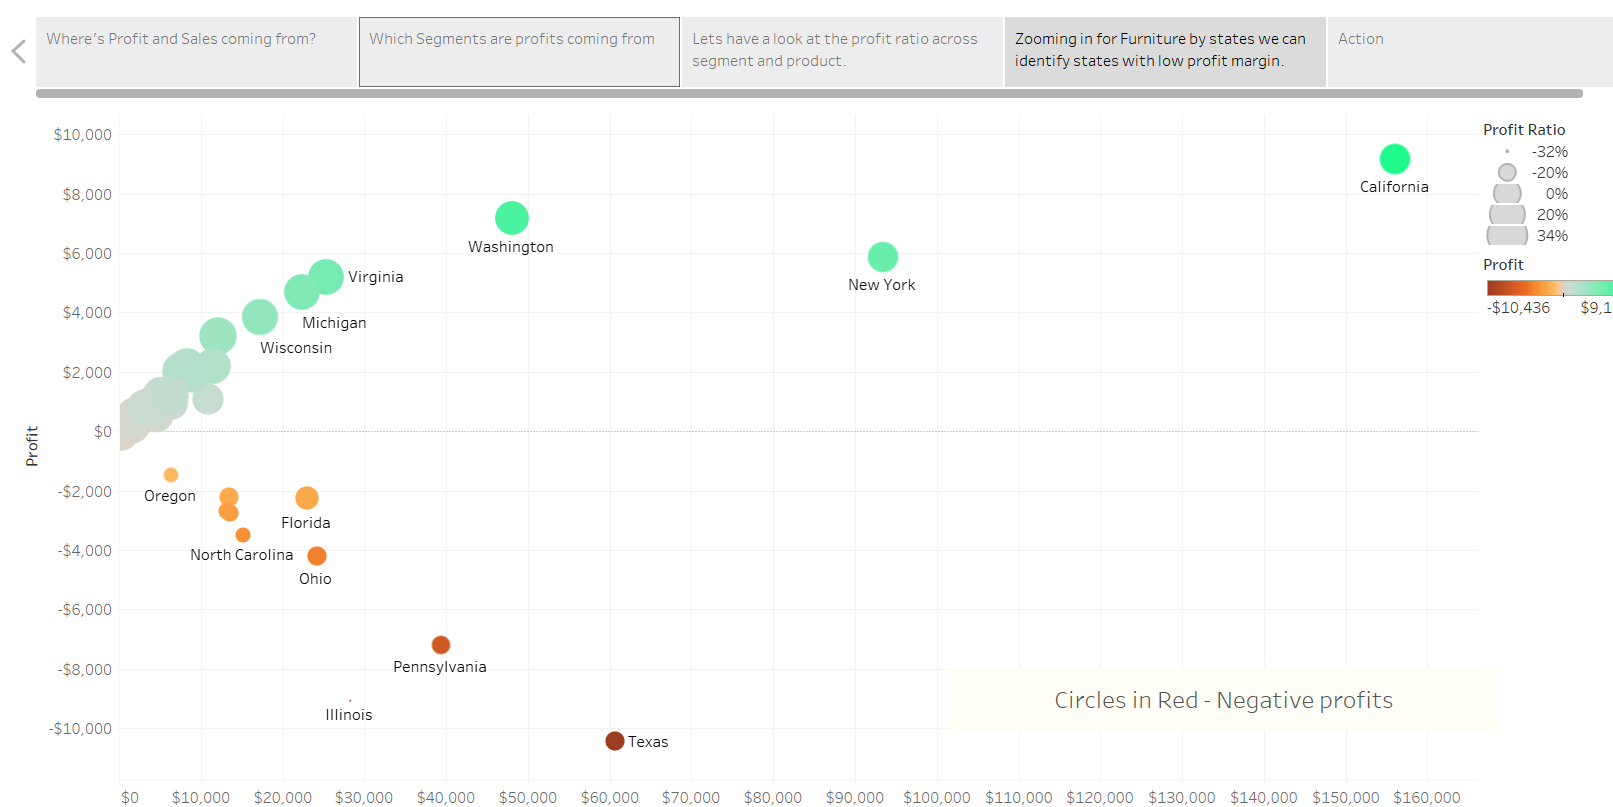 Where's Profit and Sales coming from?
Which Segments are profits coming from
Lets have a look at the profit ratio across
segment and product.
Zooming in for Furniture by states we can
identify states with low profit margin.
Action
Profit
$10,000
$8,000
$6,000
$4,000
$2,000
$0
-$2,000
-$4,000
-$6,000
-$8,000
-$10,000
California
Washington
Virginia
New York
Michigan
Wisconsin
Oregon
Florida
North Carolina
Ohio
Pennsylvania
Illinois
Texas
Circles in Red - Negative profits
$0
$10,000
$20,000
$30,000
$40,000
$50,000
$60,000
$70,000
$80,000
$90,000
$100,000
$110,000
$120,000
$130,000
$140,000
$150,000
$160,000
Profit Ratio
-32%
-20%
0%
20%
34%
Profit
-$10,436
$9,1